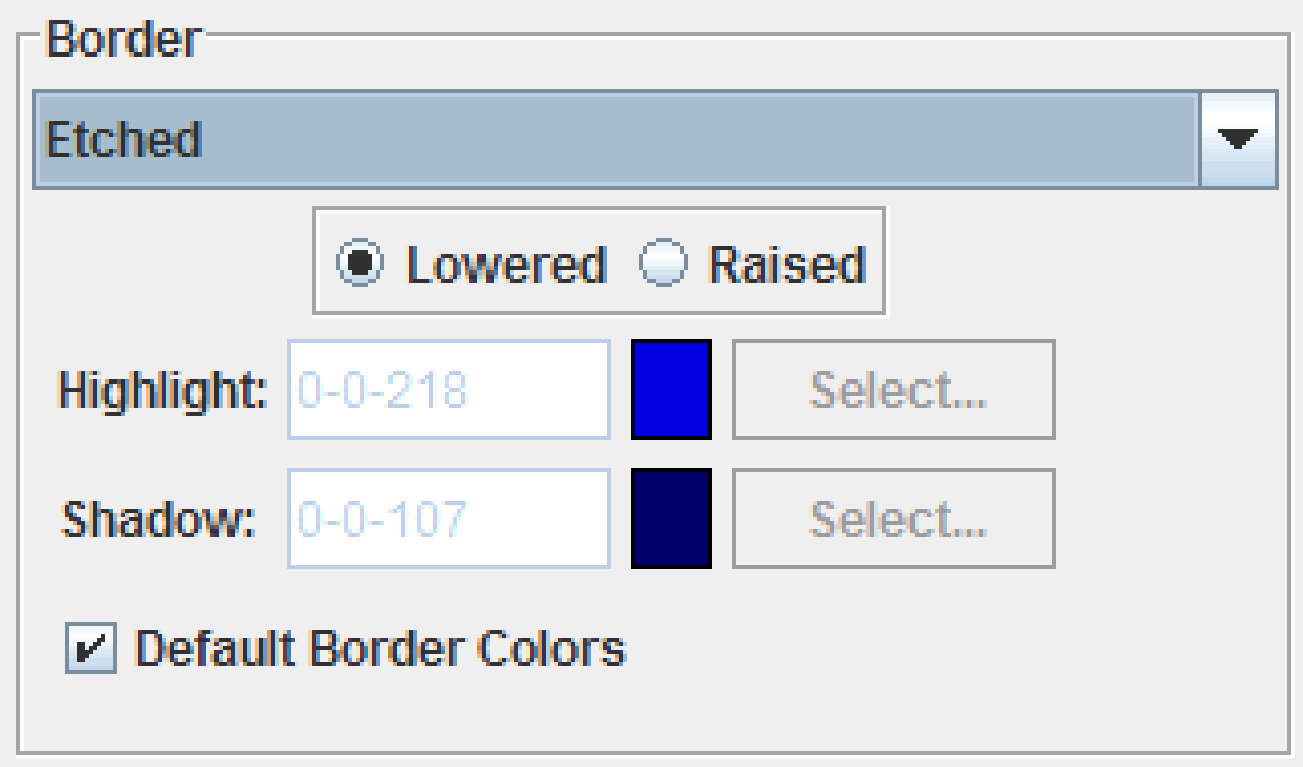 Border
Etched
Lowered Raised
Highlight: 0-0-218 Select...
Shadow: 0-0-107 Select...
Default Border Colors